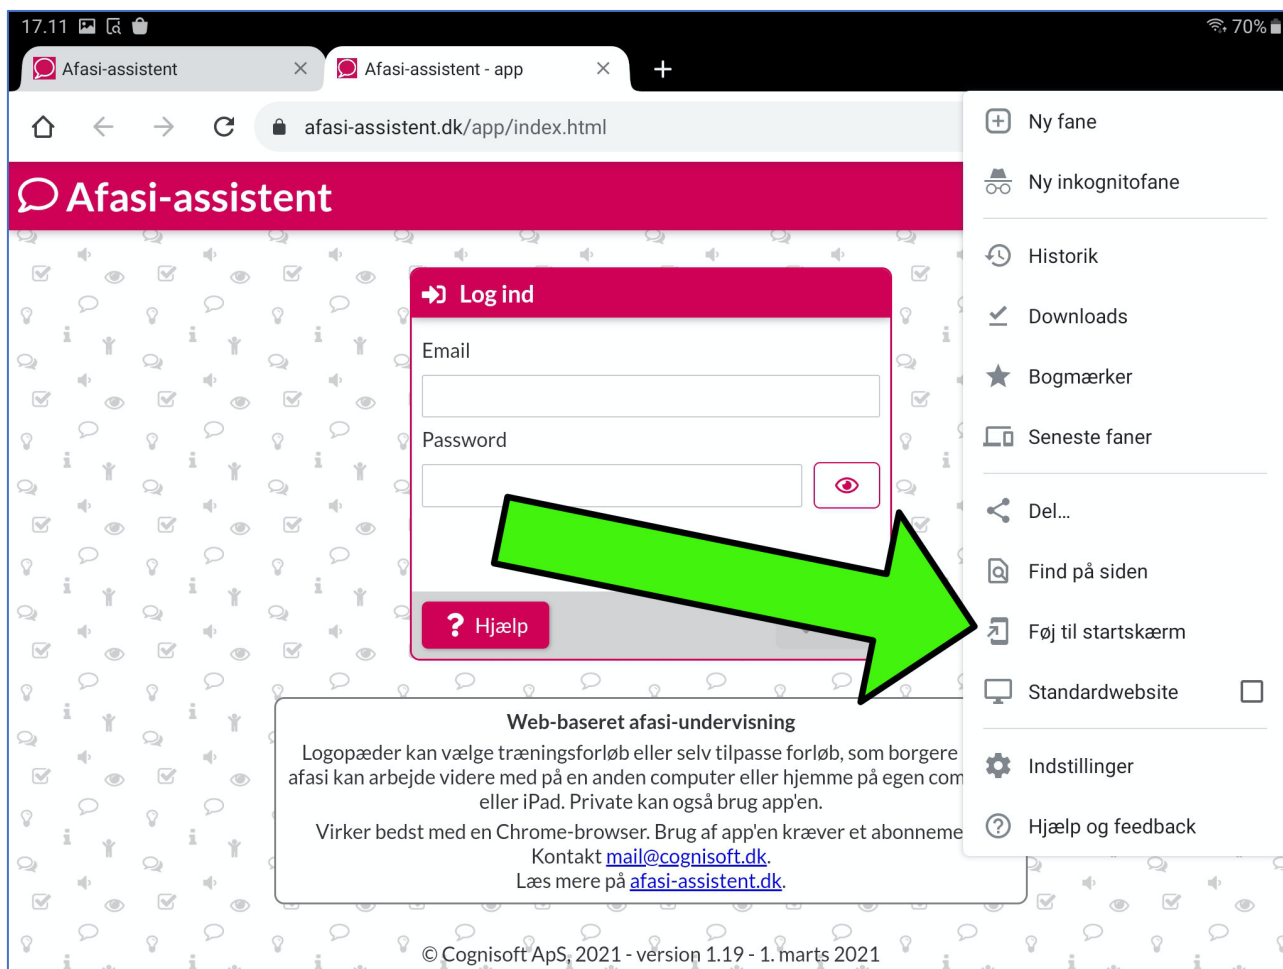 17.11
70%
Afasi-assistent
Afasi-assistent - app
afasi-assistent.dk/app/index.html
Afasi-assistent
Log ind
Email
Password
? Hjælp
Web-baseret afasi-undervisning
Logopæder kan vælge træningsforløb eller selv tilpasse forløb, som borgere
afasi kan arbejde videre med på en anden computer eller hjemme på egen com
eller iPad. Private kan også brug app'en.
Virker bedst med en Chrome-browser. Brug af app'en kræver et abonneme
Kontakt mail@cognisoft.dk.
Læs mere på afasi-assistent.dk.
© Cognisoft ApS, 2021 - version 1.19 - 1. marts 2021
Ny fane
Ny inkognitofane
Historik
Downloads
Bogmærker
Seneste faner
Del...
Find på siden
Føj til startskærm
Standardwebsite
Indstillinger
Hjælp og feedback